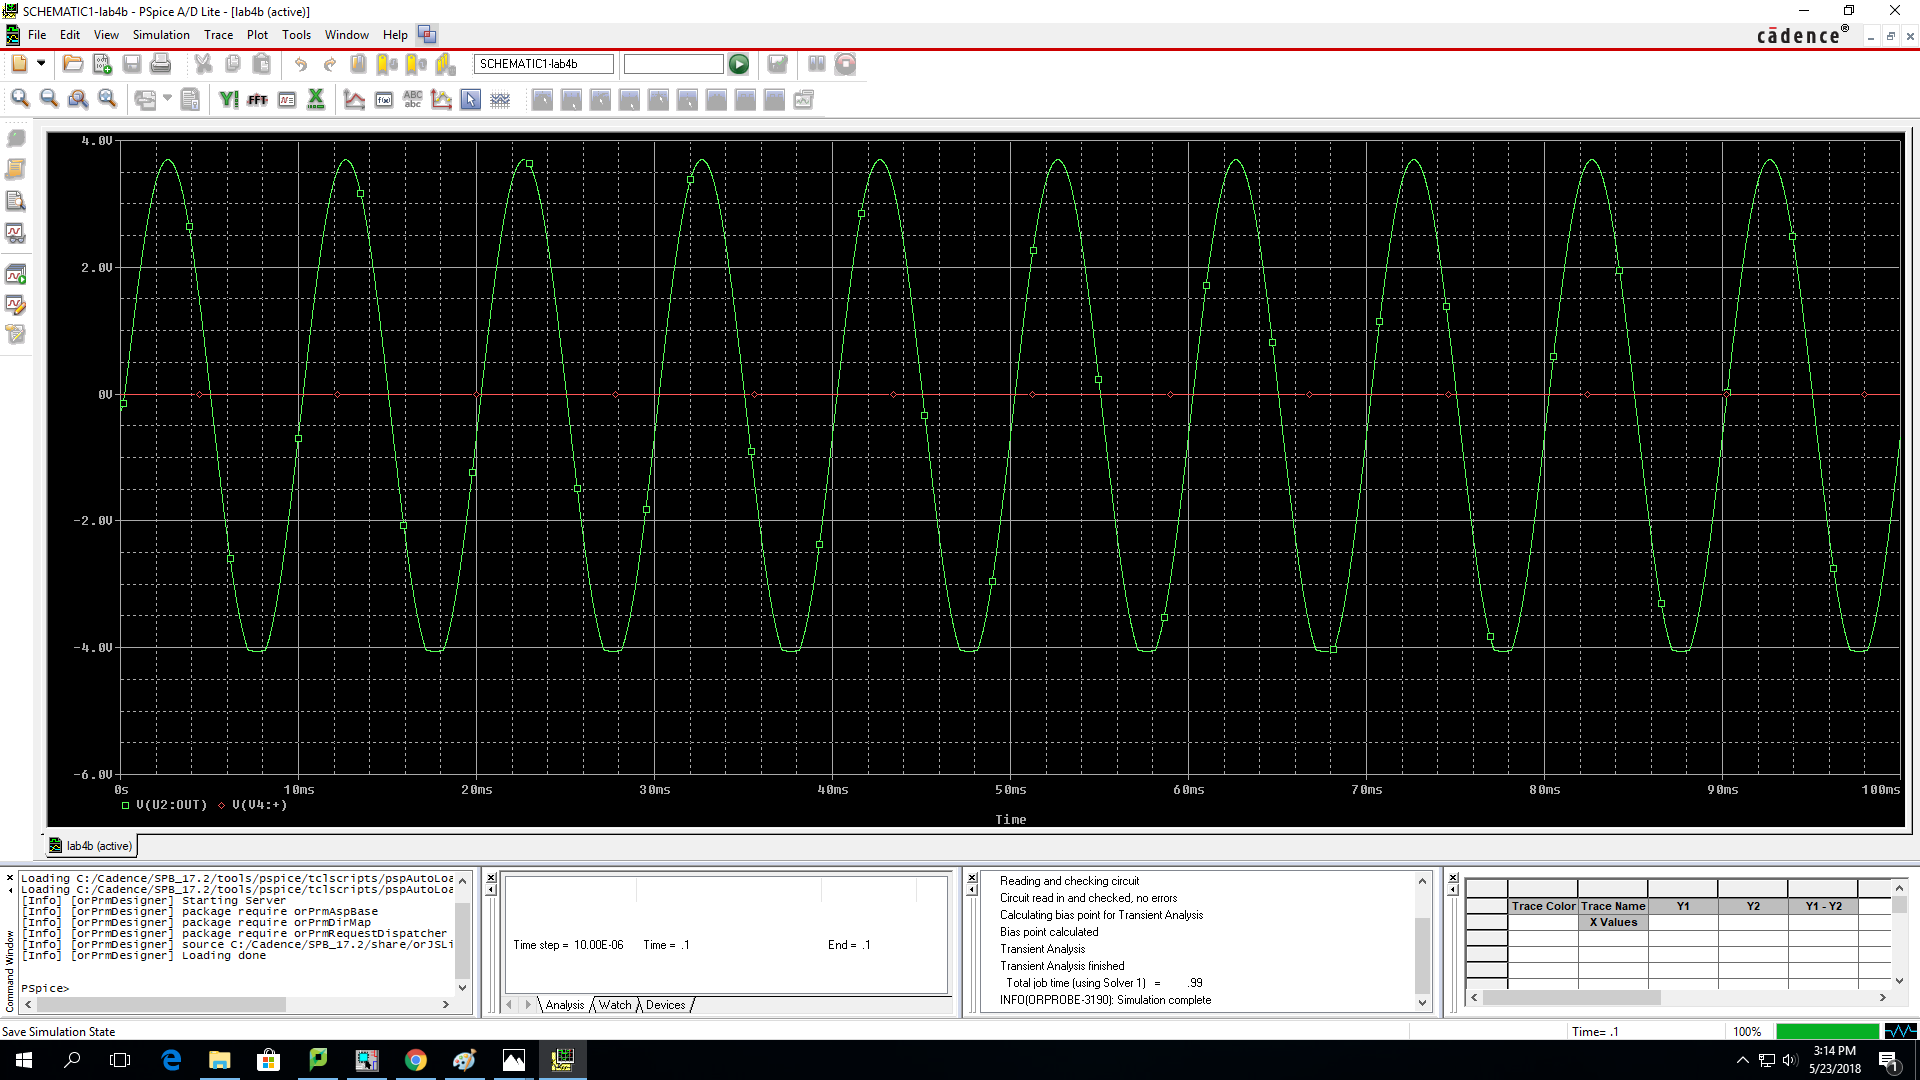 SCHEMATIC1-lab4b - PSpice A/D Lite - [lab4b (active)]
File Edit View Simulation Trace Plot Tools Window Help
cādence®
SCHEMATIC1-lab4b
FFT
ABC
abc
4.0V
2.0V
0V
-2.0V
-4.0V
-6.0V
0s 10ms 20ms 30ms 40ms 50ms 60ms 70ms 80ms 90ms 100ms
V(U2:OUT) V(V4:+)
Time
lab4b (active)
Command Window
Loading C:/Cadence/SPB_17.2/tools/pspice/tclscripts/pspAutoLoa
Loading C:/Cadence/SPB_17.2/tools/pspice/tclscripts/pspAutoLoa
[Info] [orPrmDesigner] Starting Server
[Info] [orPrmDesigner] package require orPrmAspBase
[Info] [orPrmDesigner] package require orPrmDirMap
[Info] [orPrmDesigner] package require orPrmRequestDispatcher
[Info] [orPrmDesigner] source C:/Cadence/SPB_17.2/share/orJSLi
[Info] [orPrmDesigner] Loading done
PSpice>
Time step = 10.00E-06 Time = .1 End = .1
Analysis Watch Devices
Reading and checking circuit
Circuit read in and checked, no errors
Calculating bias point for Transient Analysis
Bias point calculated
Transient Analysis
Transient Analysis finished
Total job time (using Solver 1) = .99
INFO(ORPROBE-3190): Simulation complete
Trace Color Trace Name Y1 Y2 Y1 - Y2
X Values
Save Simulation State
Time= .1 100%
3:14 PM
5/23/2018
1